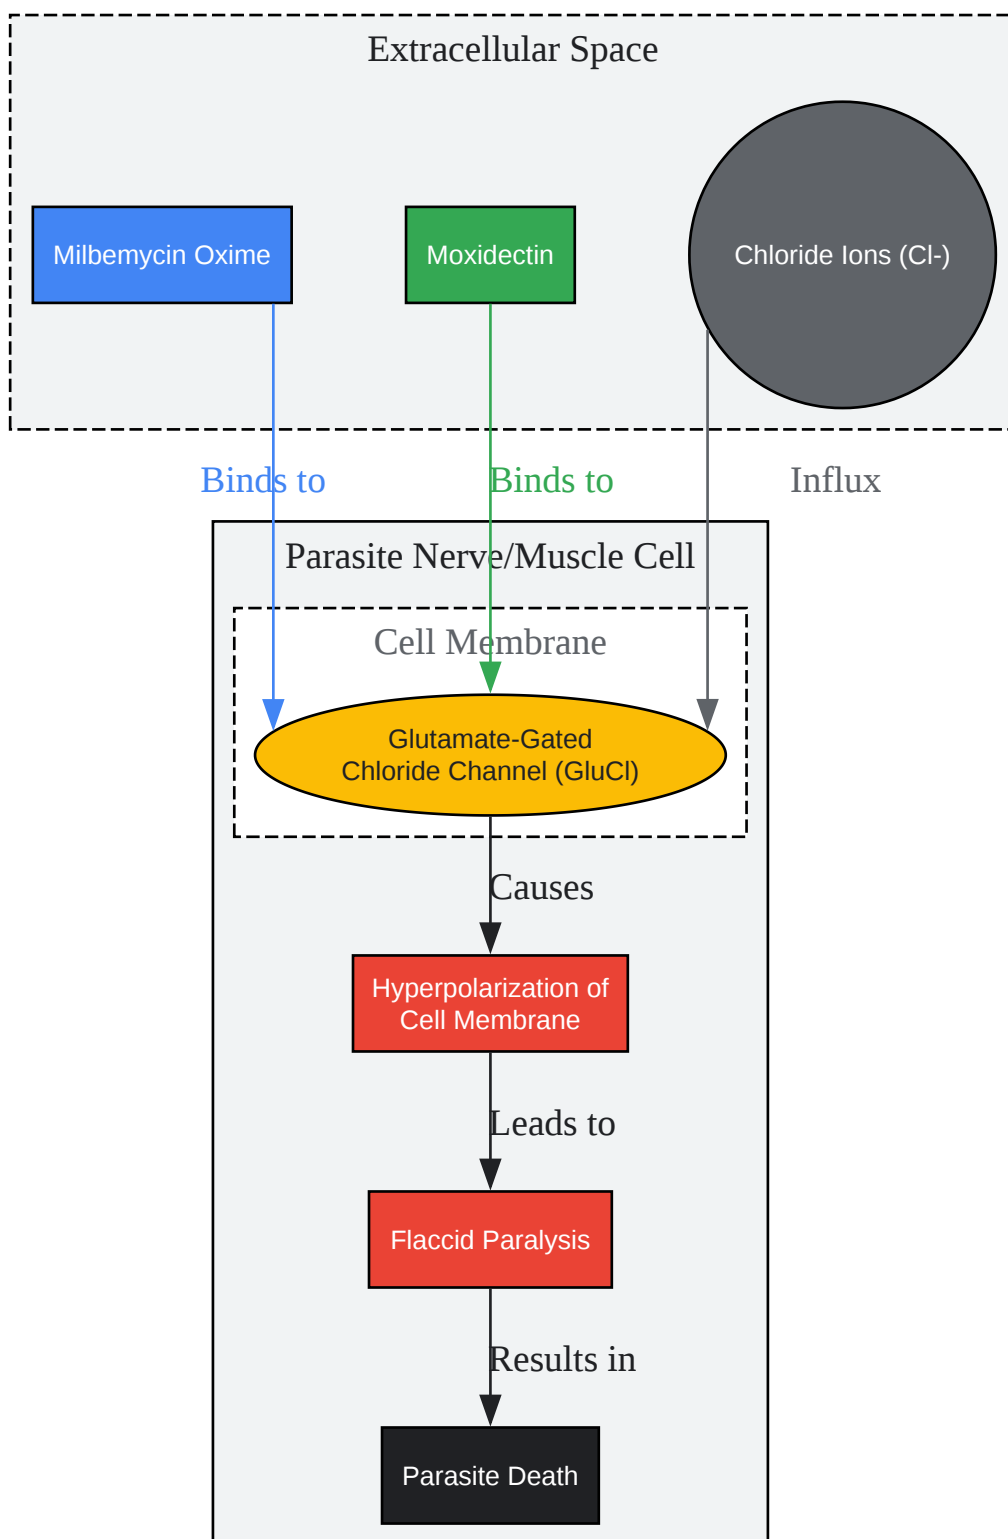 Extracellular Space
Milbemycin Oxime
Moxidectin
Chloride Ions (Cl-)
Binds to
Binds to
Influx
Parasite Nerve/Muscle Cell
Cell Membrane
Glutamate-Gated
Chloride Channel (GluCl)
Causes
Hyperpolarization of
Cell Membrane
Leads to
Flaccid Paralysis
Results in
Parasite Death